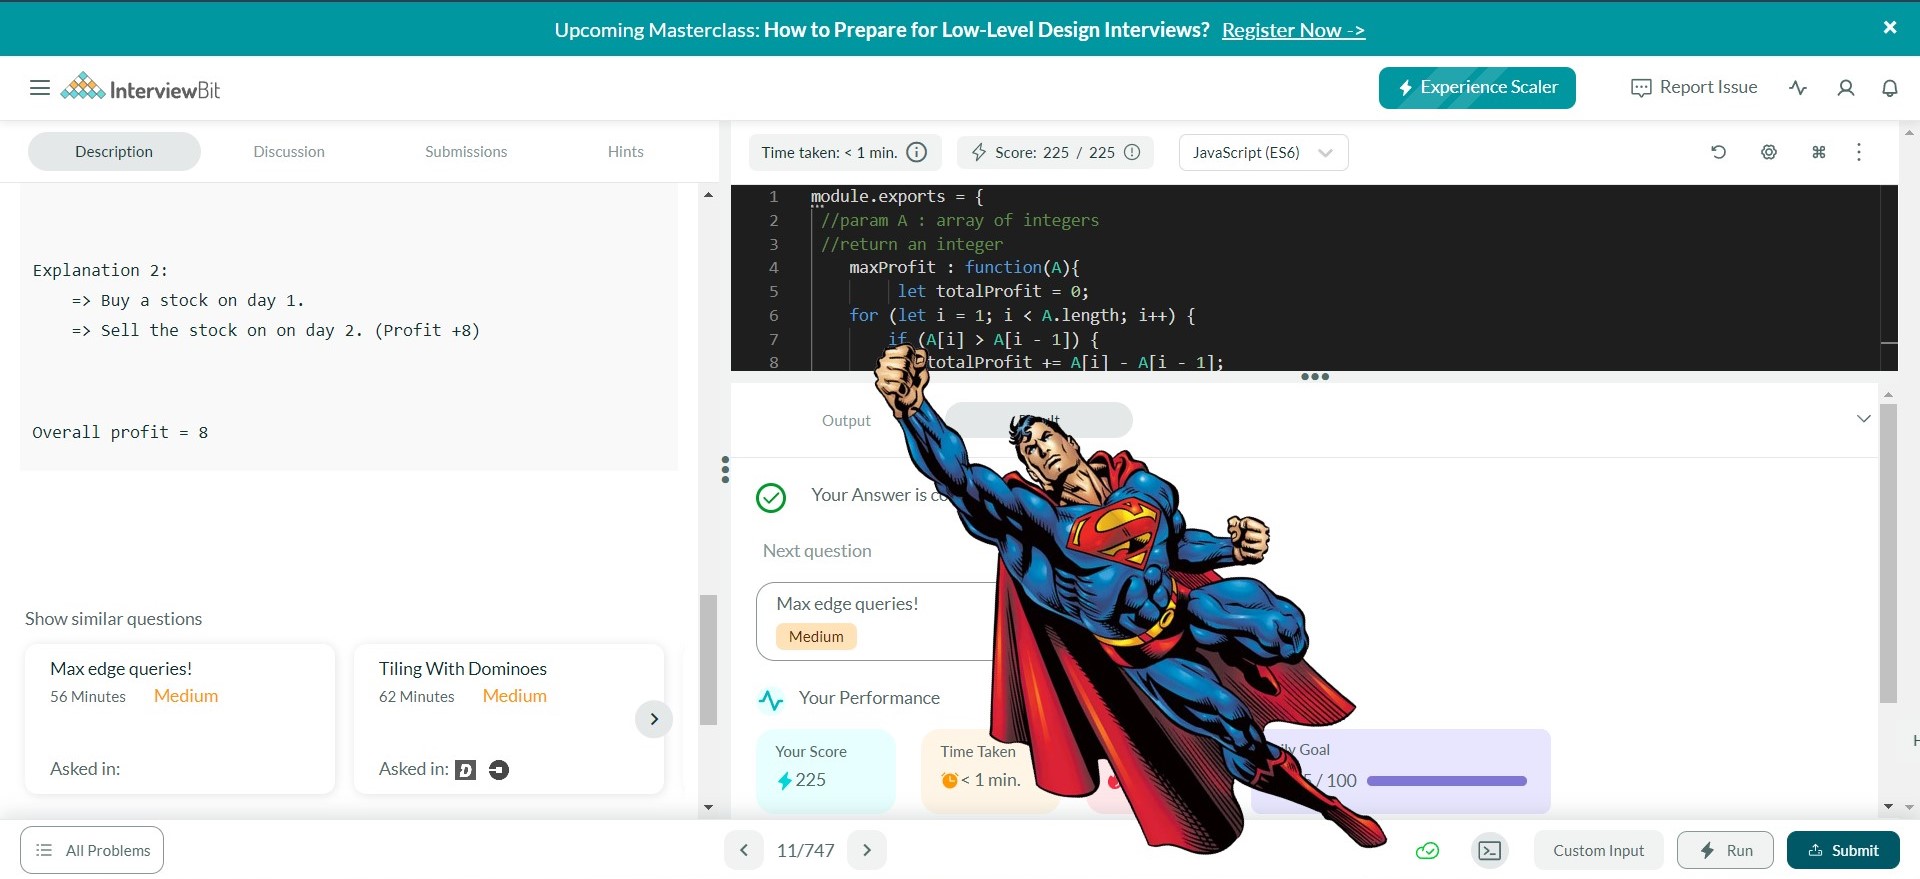 Upcoming Masterclass: How to Prepare for Low-Level Design Interviews? Register Now ->
InterviewBit
Experience Scaler
Report Issue
Description
Discussion
Submissions
Hints
Time taken: < 1 min.
Score: 225 / 225
JavaScript (ES6)
Explanation 2:
=> Buy a stock on day 1.
=> Sell the stock on on day 2. (Profit +8)
Overall profit = 8
Show similar questions
Max edge queries!
56 Minutes Medium
Asked in:
Tiling With Dominoes
62 Minutes Medium
Asked in:
1 module.exports = {
2 //param A : array of integers
3 //return an integer
4 maxProfit : function(A){
5 let totalProfit = 0;
6 for (let i = 1; i < A.length; i++) {
7 if (A[i] > A[i - 1]) {
8 totalProfit += A[i] - A[i - 1];
Output
Your Answer is
Next question
Max edge queries!
Medium
Your Performance
Your Score
225
Time Taken
< 1 min.
Goal
/ 100
All Problems
11/747
Custom Input
Run
Submit